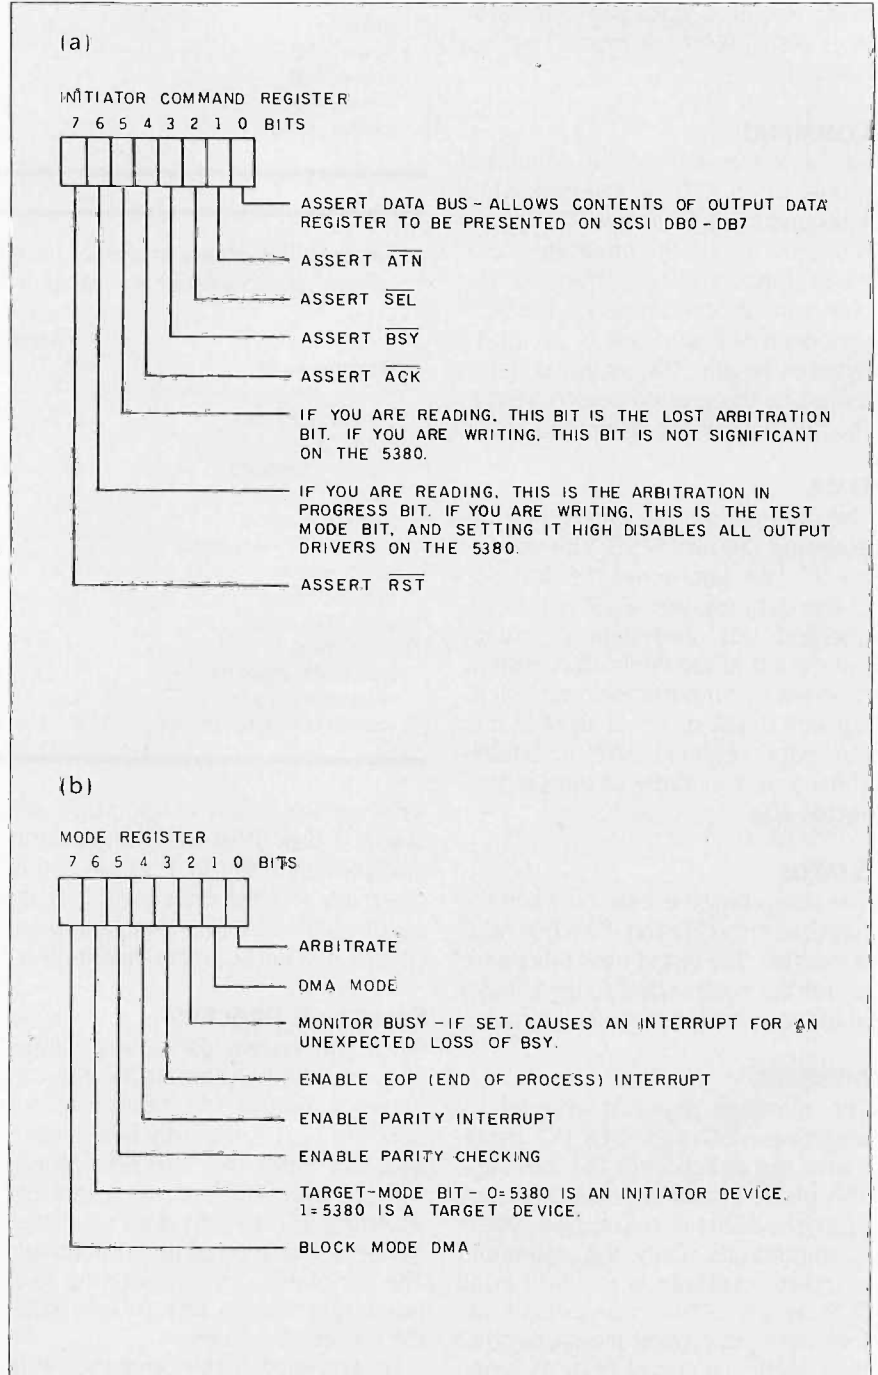 (a)
INITIATOR COMMAND REGISTER
7 6 5 4 3 2 1 0 BITS
ASSERT DATA BUS - ALLOWS CONTENTS OF OUTPUT DATA
REGISTER TO BE PRESENTED ON SCSI DB0 - DB7
ASSERT A̅T̅N̅
ASSERT S̅E̅L̅
ASSERT B̅S̅Y̅
ASSERT A̅C̅K̅
IF YOU ARE READING, THIS BIT IS THE LOST ARBITRATION
BIT. IF YOU ARE WRITING, THIS BIT IS NOT SIGNIFICANT
ON THE 5380.
IF YOU ARE READING, THIS IS THE ARBITRATION IN
PROGRESS BIT. IF YOU ARE WRITING, THIS IS THE TEST
MODE BIT, AND SETTING IT HIGH DISABLES ALL OUTPUT
DRIVERS ON THE 5380.
ASSERT R̅S̅T̅
(b)
MODE REGISTER
7 6 5 4 3 2 1 0 BITS
ARBITRATE
DMA MODE
MONITOR BUSY - IF SET, CAUSES AN INTERRUPT FOR AN
UNEXPECTED LOSS OF BSY.
ENABLE EOP (END OF PROCESS) INTERRUPT
ENABLE PARITY INTERRUPT
ENABLE PARITY CHECKING
TARGET-MODE BIT - 0=5380 IS AN INITIATOR DEVICE,
1=5380 IS A TARGET DEVICE.
BLOCK MODE DMA